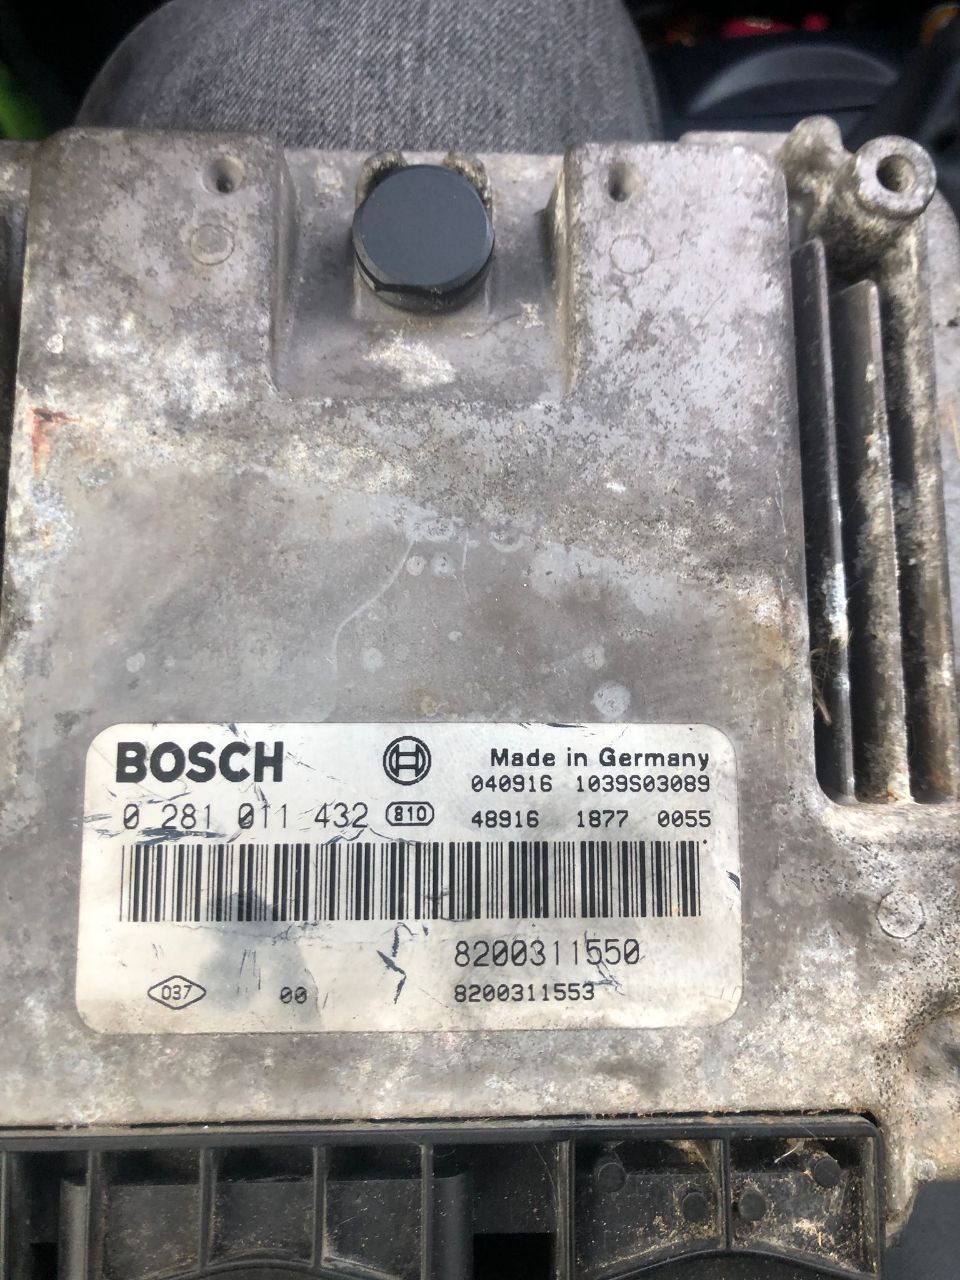 BOSCH
Made in Germany
040916 1039S03089
0 281 011 432 810
48916 1877 0055
8200311550
037 00 8200311553